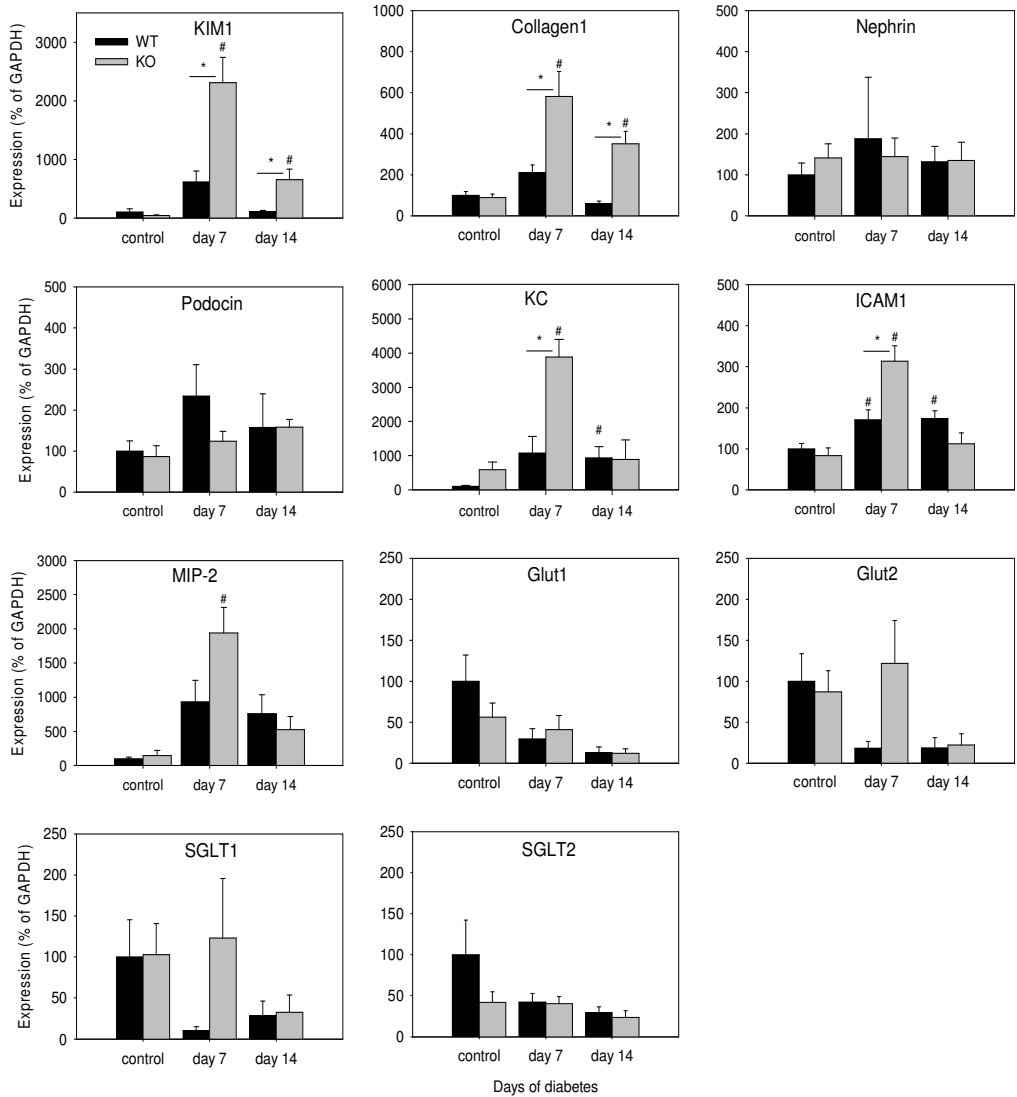 KIM1
WT
KO
Expression (% of GAPDH)
3000
2000
1000
0
* #
* #
control day 7 day 14
Collagen1
1000
800
600
400
200
0
* #
* #
control day 7 day 14
Nephrin
500
400
300
200
100
0
control day 7 day 14
Podocin
Expression (% of GAPDH)
500
400
300
200
100
0
control day 7 day 14
KC
6000
5000
4000
3000
2000
1000
0
* #
#
control day 7 day 14
ICAM1
500
400
300
200
100
0
* #
# #
control day 7 day 14
MIP-2
Expression (% of GAPDH)
3000
2500
2000
1500
1000
500
0
#
control day 7 day 14
Glut1
250
200
150
100
50
0
control day 7 day 14
Glut2
250
200
150
100
50
0
control day 7 day 14
SGLT1
Expression (% of GAPDH)
250
200
150
100
50
0
control day 7 day 14
SGLT2
250
200
150
100
50
0
control day 7 day 14
Days of diabetes